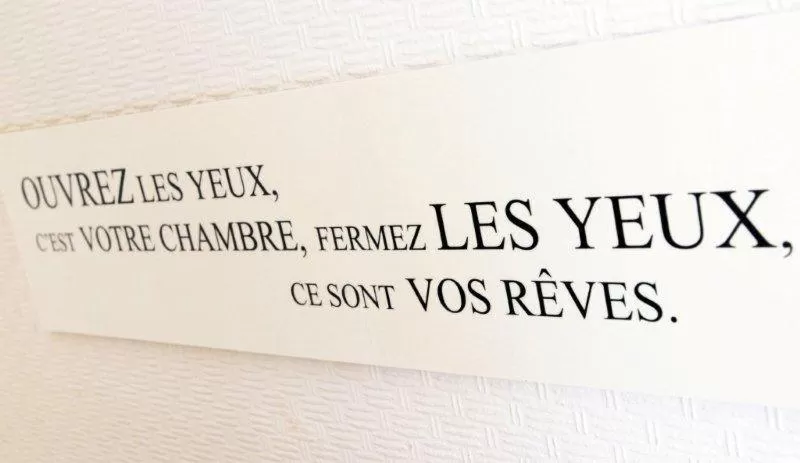 OUVREZ LES YEUX,
C'EST VOTRE CHAMBRE, FERMEZ LES YEUX,
CE SONT VOS RÊVES.